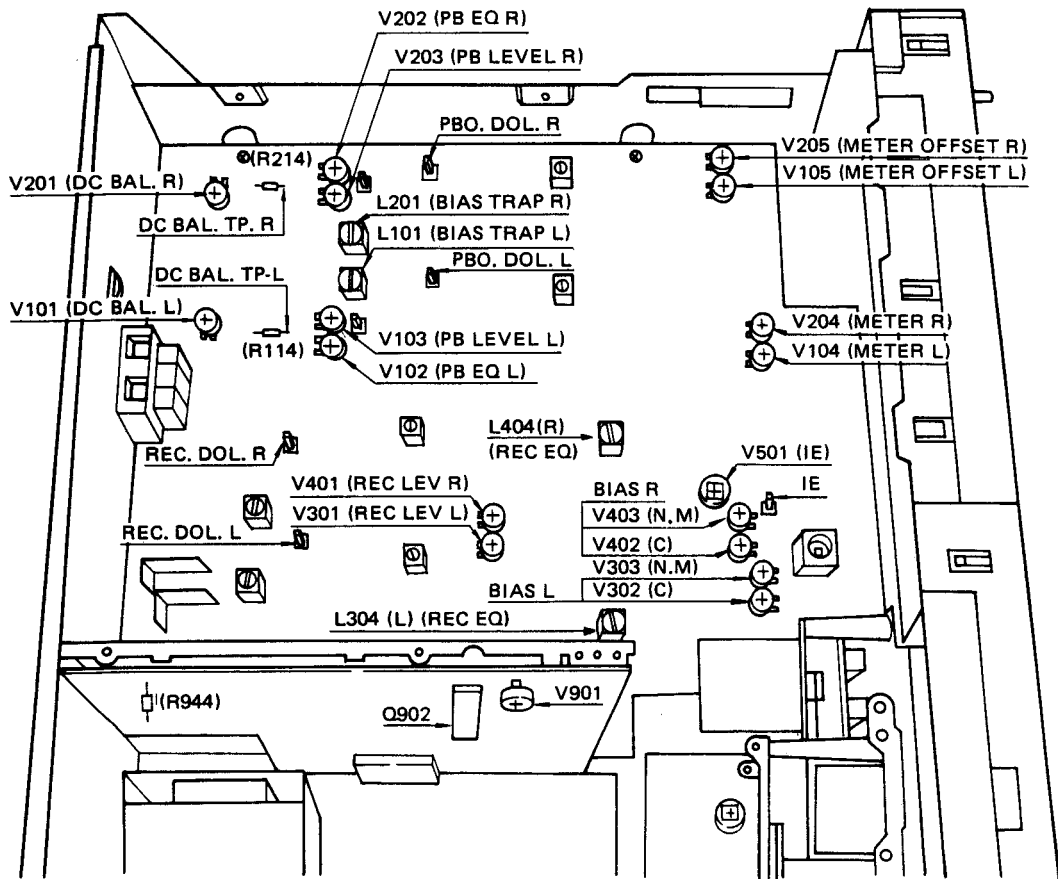 V202 (PB EQ R)
V203 (PB LEVEL R)
PBO. DOL. R
(R214)
V205 (METER OFFSET R)
V201 (DC BAL. R)
V105 (METER OFFSET L)
L201 (BIAS TRAP R)
DC BAL. TP. R
L101 (BIAS TRAP L)
DC BAL. TP-L
PBO. DOL. L
V101 (DC BAL. L)
V204 (METER R)
(R114)
V103 (PB LEVEL L)
V104 (METER L)
V102 (PB EQ L)
L404(R)
(REC EQ)
REC. DOL. R
V501 (IE)
V401 (REC LEV R)
BIAS R
IE
V301 (REC LEV L)
V403 (N.M)
REC. DOL. L
V402 (C)
V303 (N.M)
BIAS L
V302 (C)
L304 (L) (REC EQ)
(R944)
V901
Q902